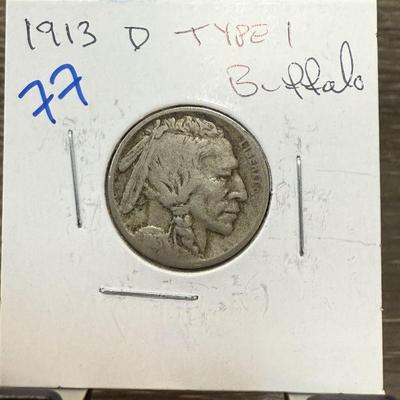 1913 D TYPE 1
77 Buffalo
LIBERTY